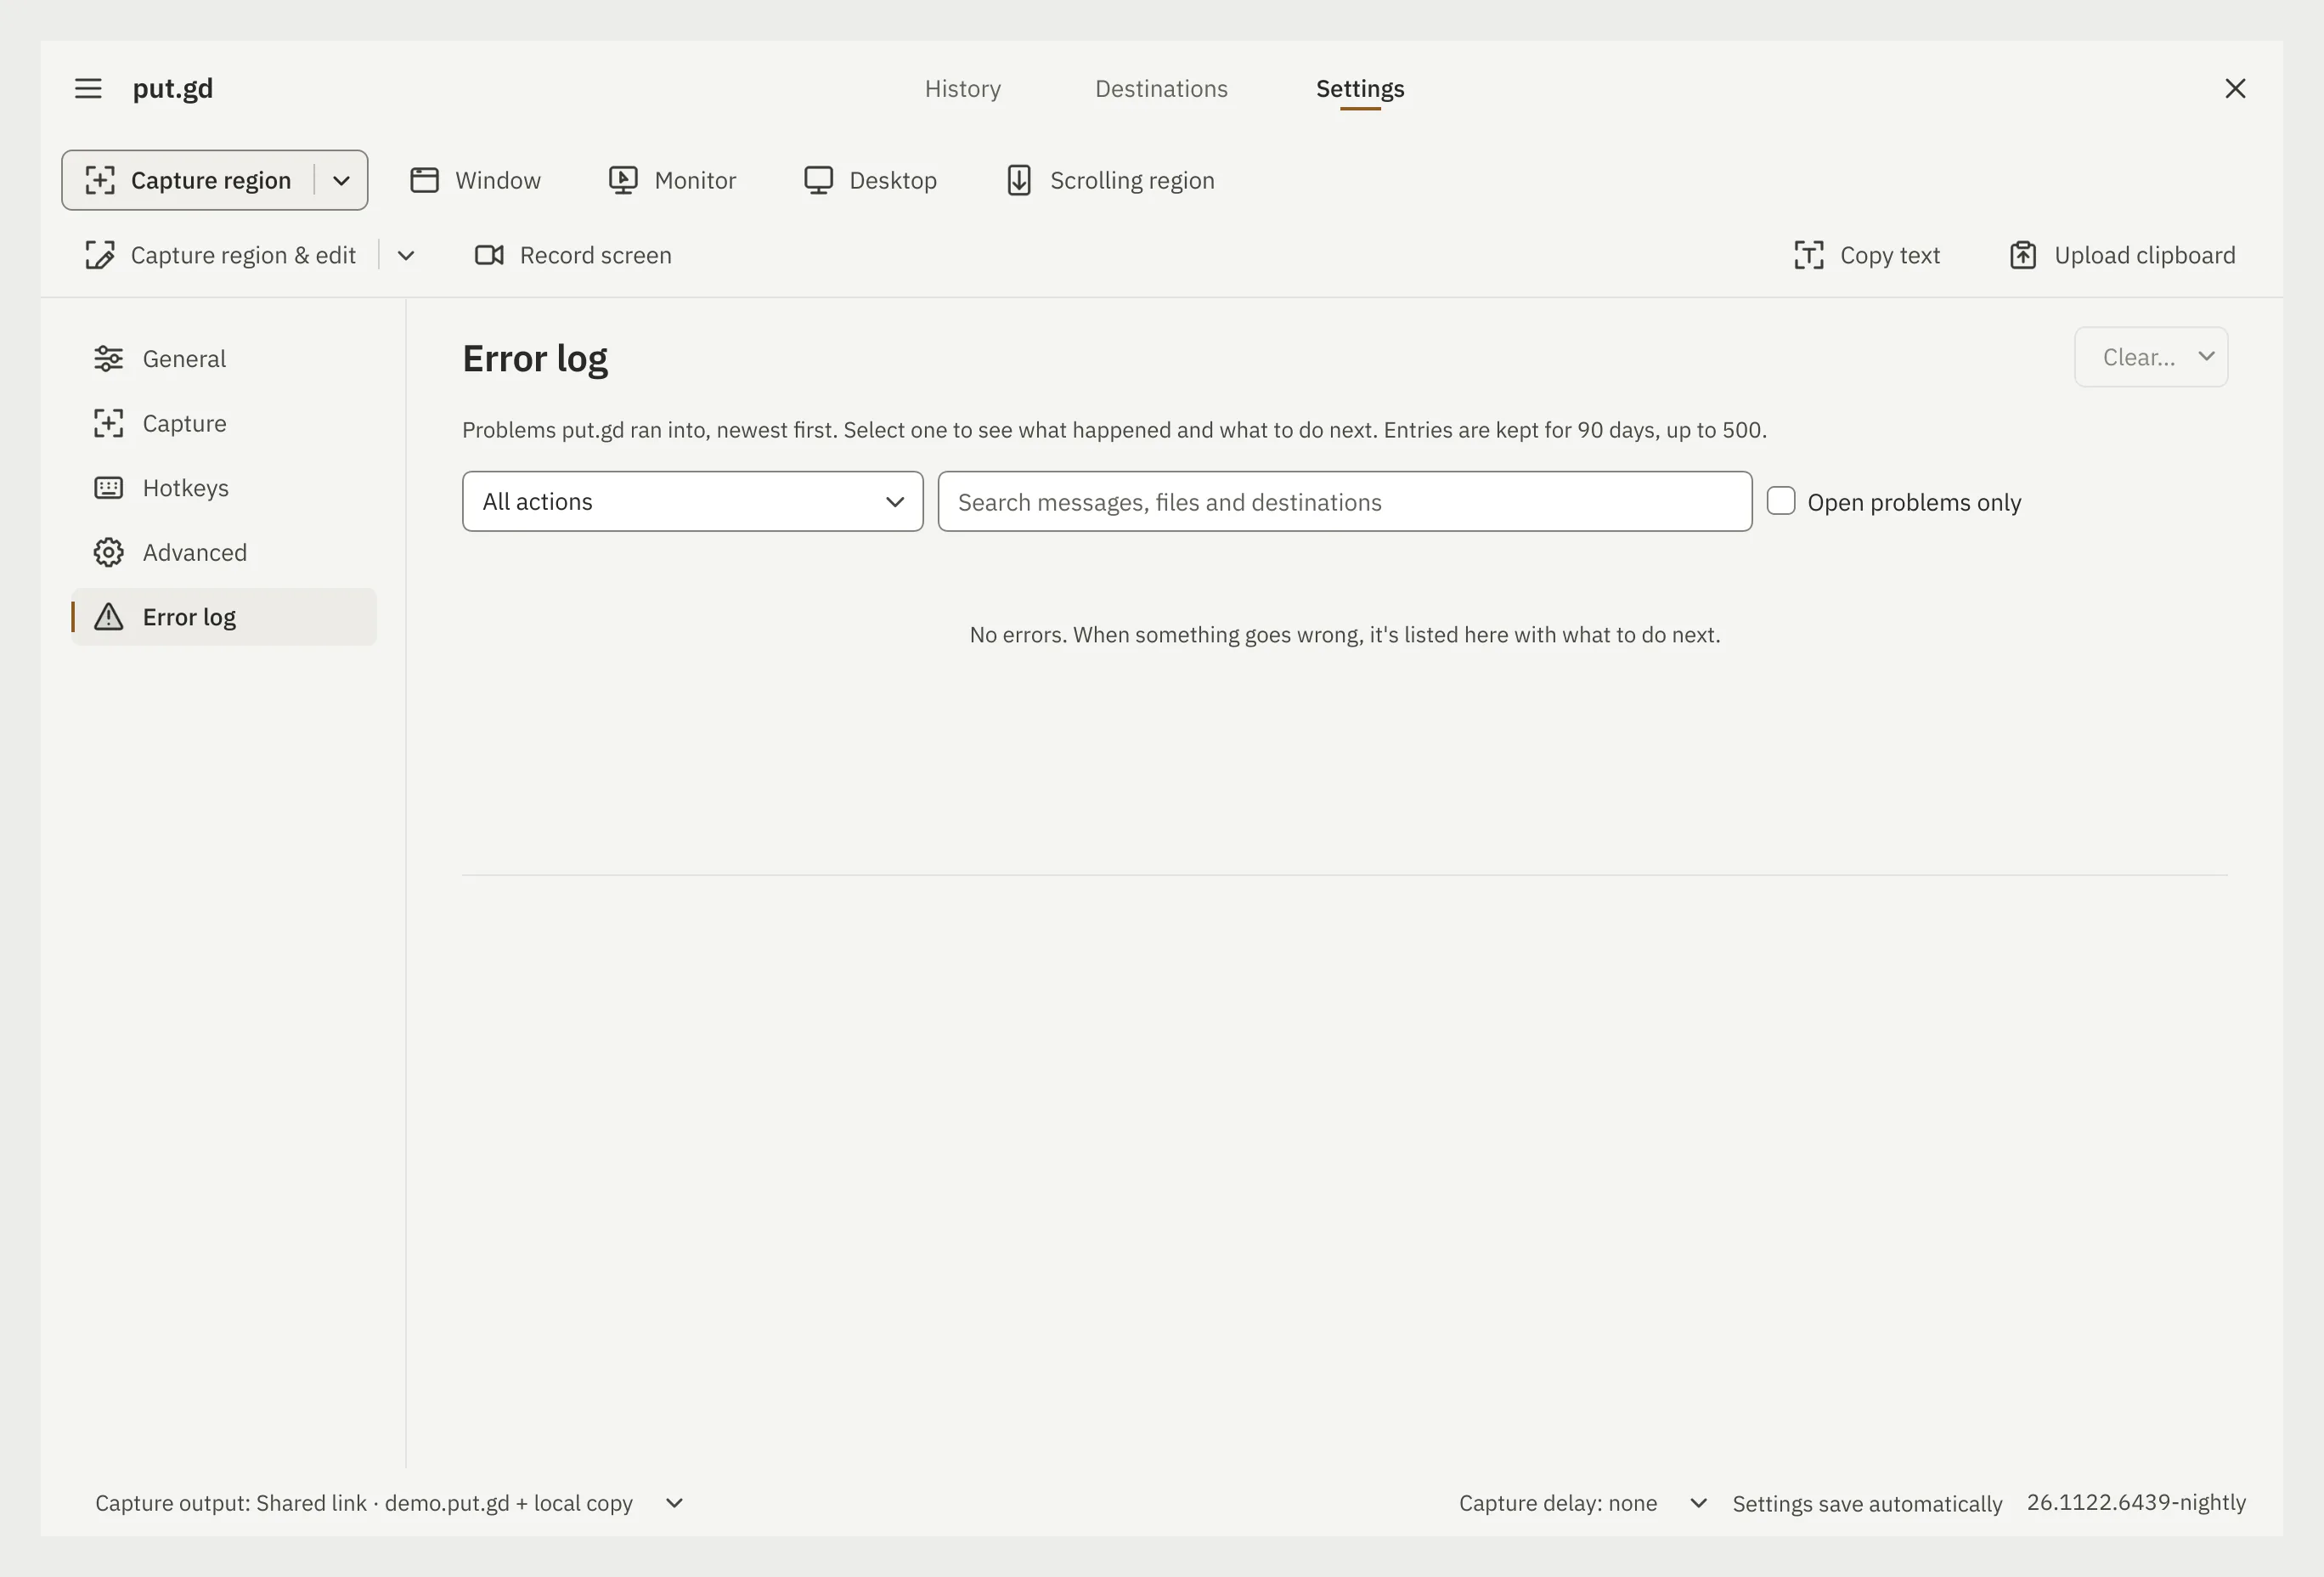 put.gd
History
Destinations
Settings
Capture region
Window
Monitor
Desktop
Scrolling region
Capture region & edit
Record screen
Copy text
Upload clipboard
General
Capture
Hotkeys
Advanced
Error log
Error log
Clear...
Problems put.gd ran into, newest first. Select one to see what happened and what to do next. Entries are kept for 90 days, up to 500.
All actions
Search messages, files and destinations
Open problems only
No errors. When something goes wrong, it's listed here with what to do next.
Capture output: Shared link · demo.put.gd + local copy
Capture delay: none
Settings save automatically
26.1122.6439-nightly